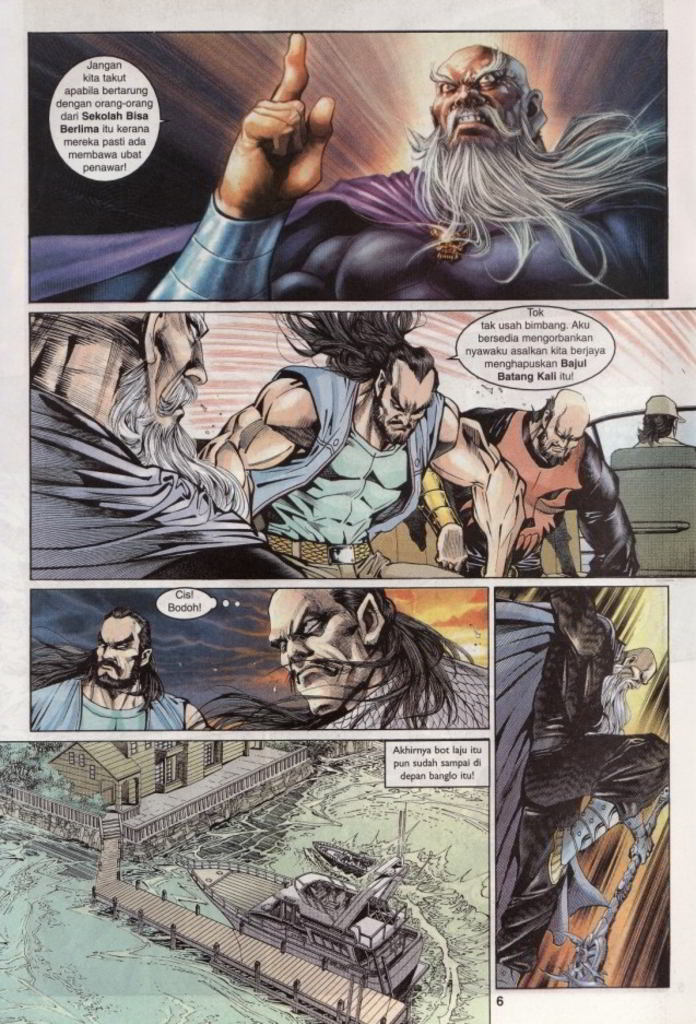 Jangan
kita takut
apabila bertarung
dengan orang-orang
dari Sekolah Bisa
Berlima itu kerana
mereka pasti ada
membawa ubat
penawar!
Tok
tak usah bimbang. Aku
bersedia mengorbankan
nyawaku asalkan kita berjaya
menghapuskan Bajul
Batang Kali itu!
Cis!
Bodoh!
Akhirnya bot laju itu
pun sudah sampai di
depan banglo itu!
6